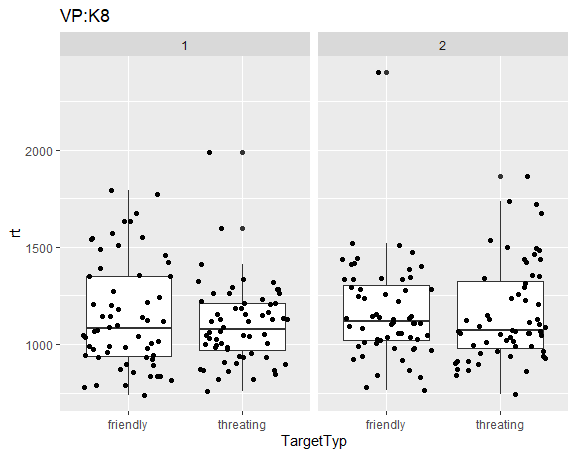 VP:K8
1 2
rt
2000
1500
1000
friendly threating friendly threating
TargetTyp